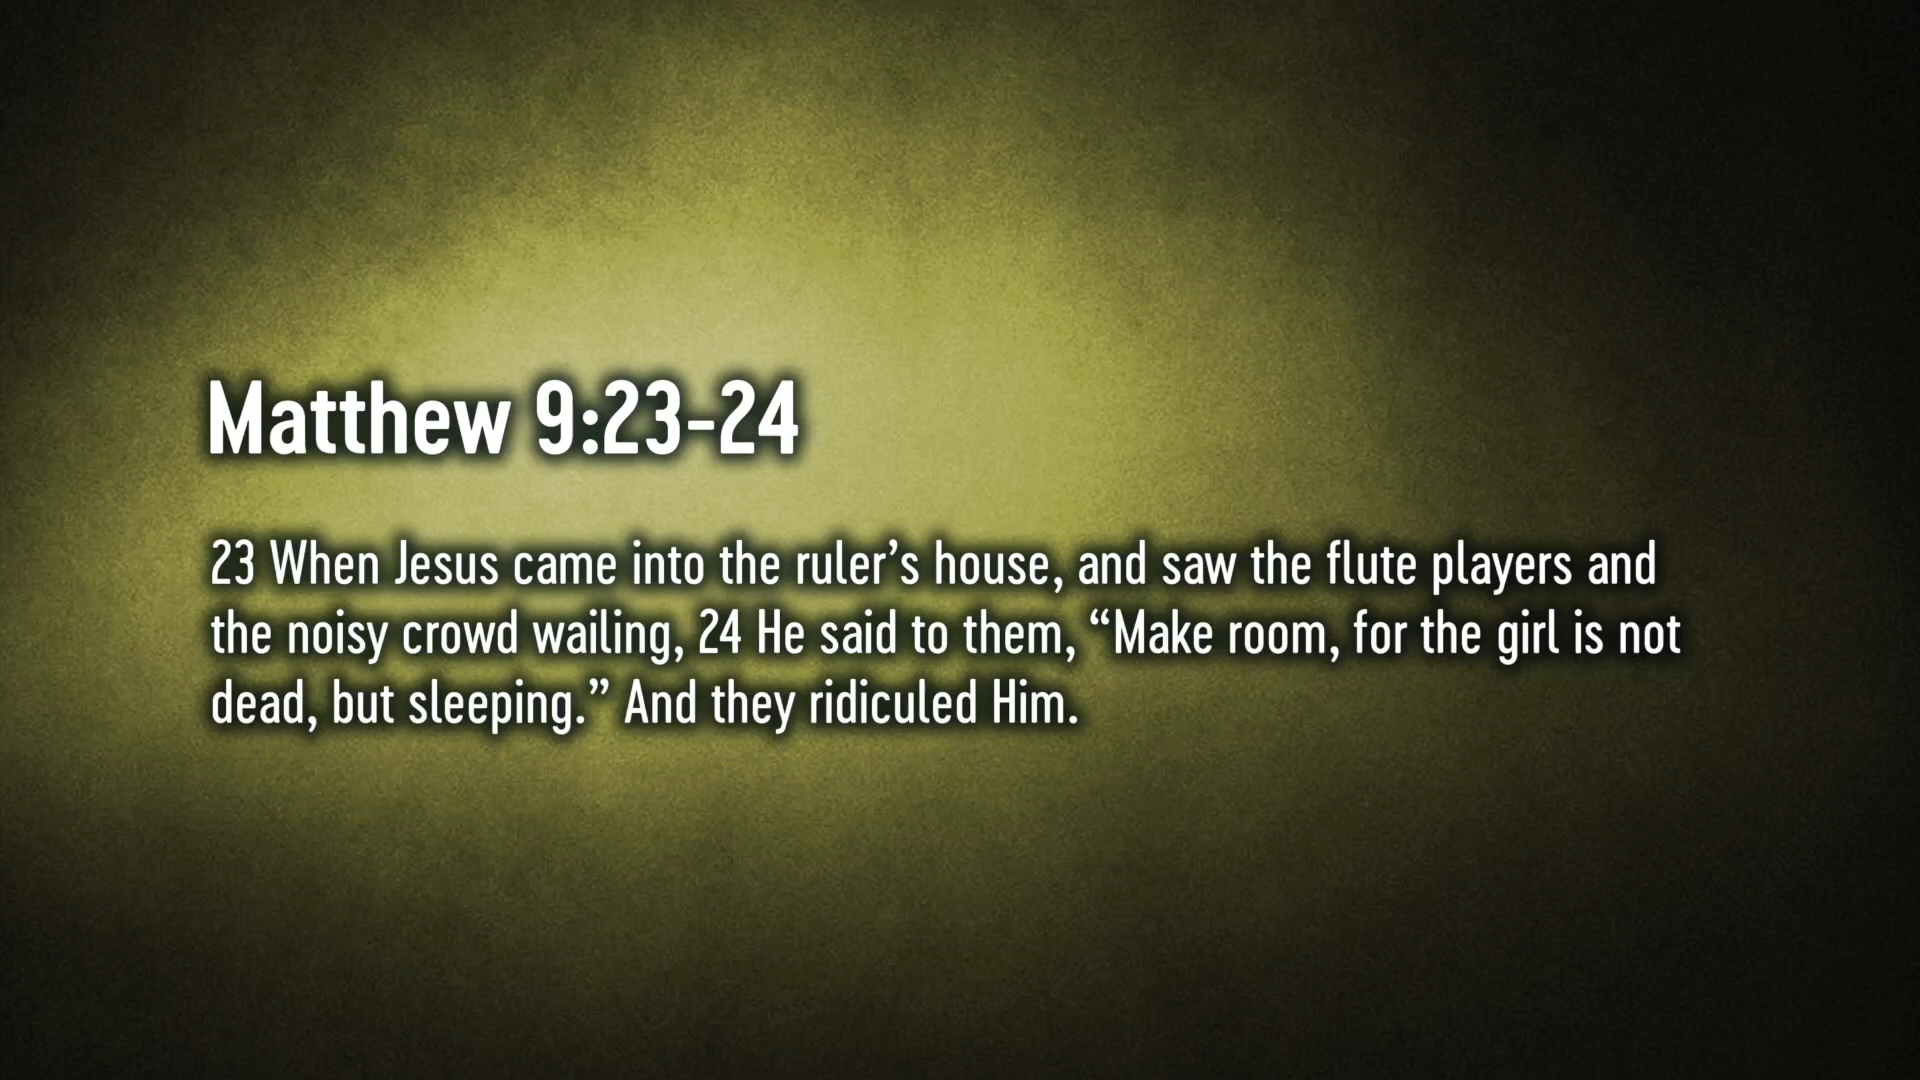 Matthew 9:23-24
23 When Jesus came into the ruler’s house, and saw the flute players and
the noisy crowd wailing, 24 He said to them, “Make room, for the girl is not
dead, but sleeping.” And they ridiculed Him.